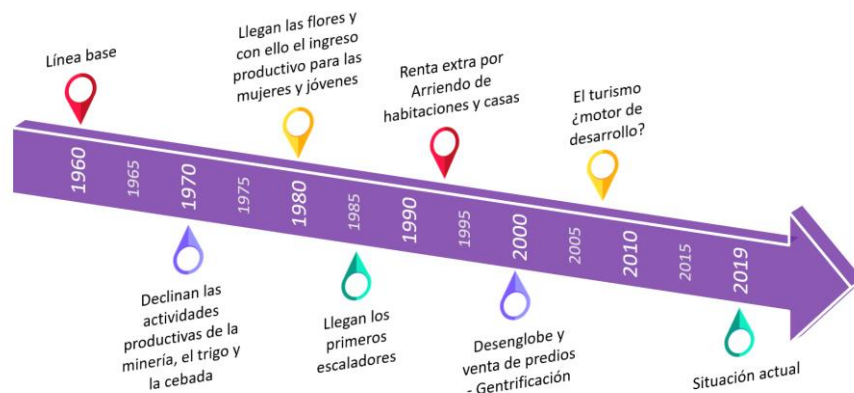 Línea base
Llegan las flores y
con ello el ingreso
productivo para las
mujeres y jóvenes
Renta extra por
Arriendo de
habitaciones y casas
El turismo
¿motor de
desarrollo?
1960
1965
1970
1975
1980
1985
1990
1995
2000
2005
2010
2015
2019
Declinan las
actividades
productivas de la
minería, el trigo y
la cebada
Llegan los
primeros
escaladores
Desenglobe y
venta de predios
- Gentrificación
Situación actual